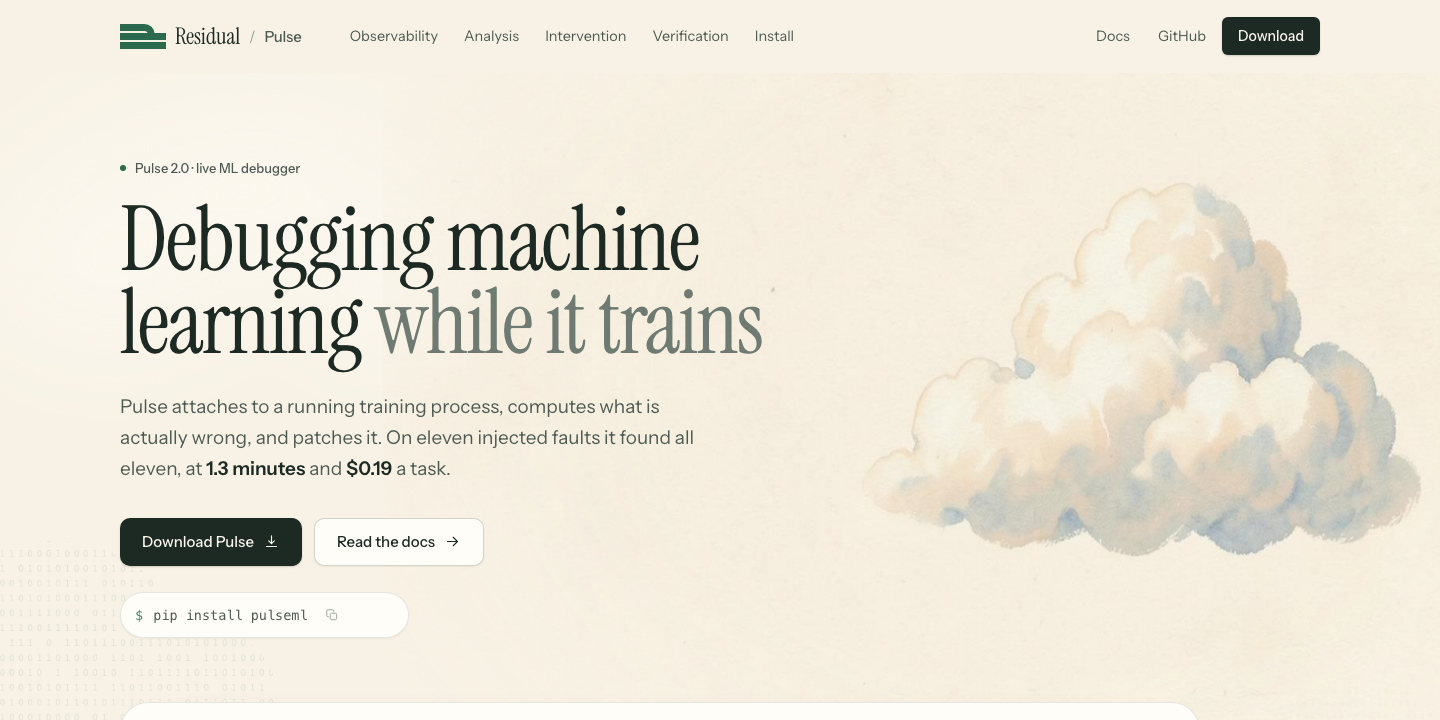 Residual / Pulse
Observability
Analysis
Intervention
Verification
Install
Docs
GitHub
Download
Pulse 2.0 · live ML debugger
Debugging machine
learning while it trains
Pulse attaches to a running training process, computes what is
actually wrong, and patches it. On eleven injected faults it found all
eleven, at 1.3 minutes and $0.19 a task.
Download Pulse
Read the docs
$ pip install pulseml